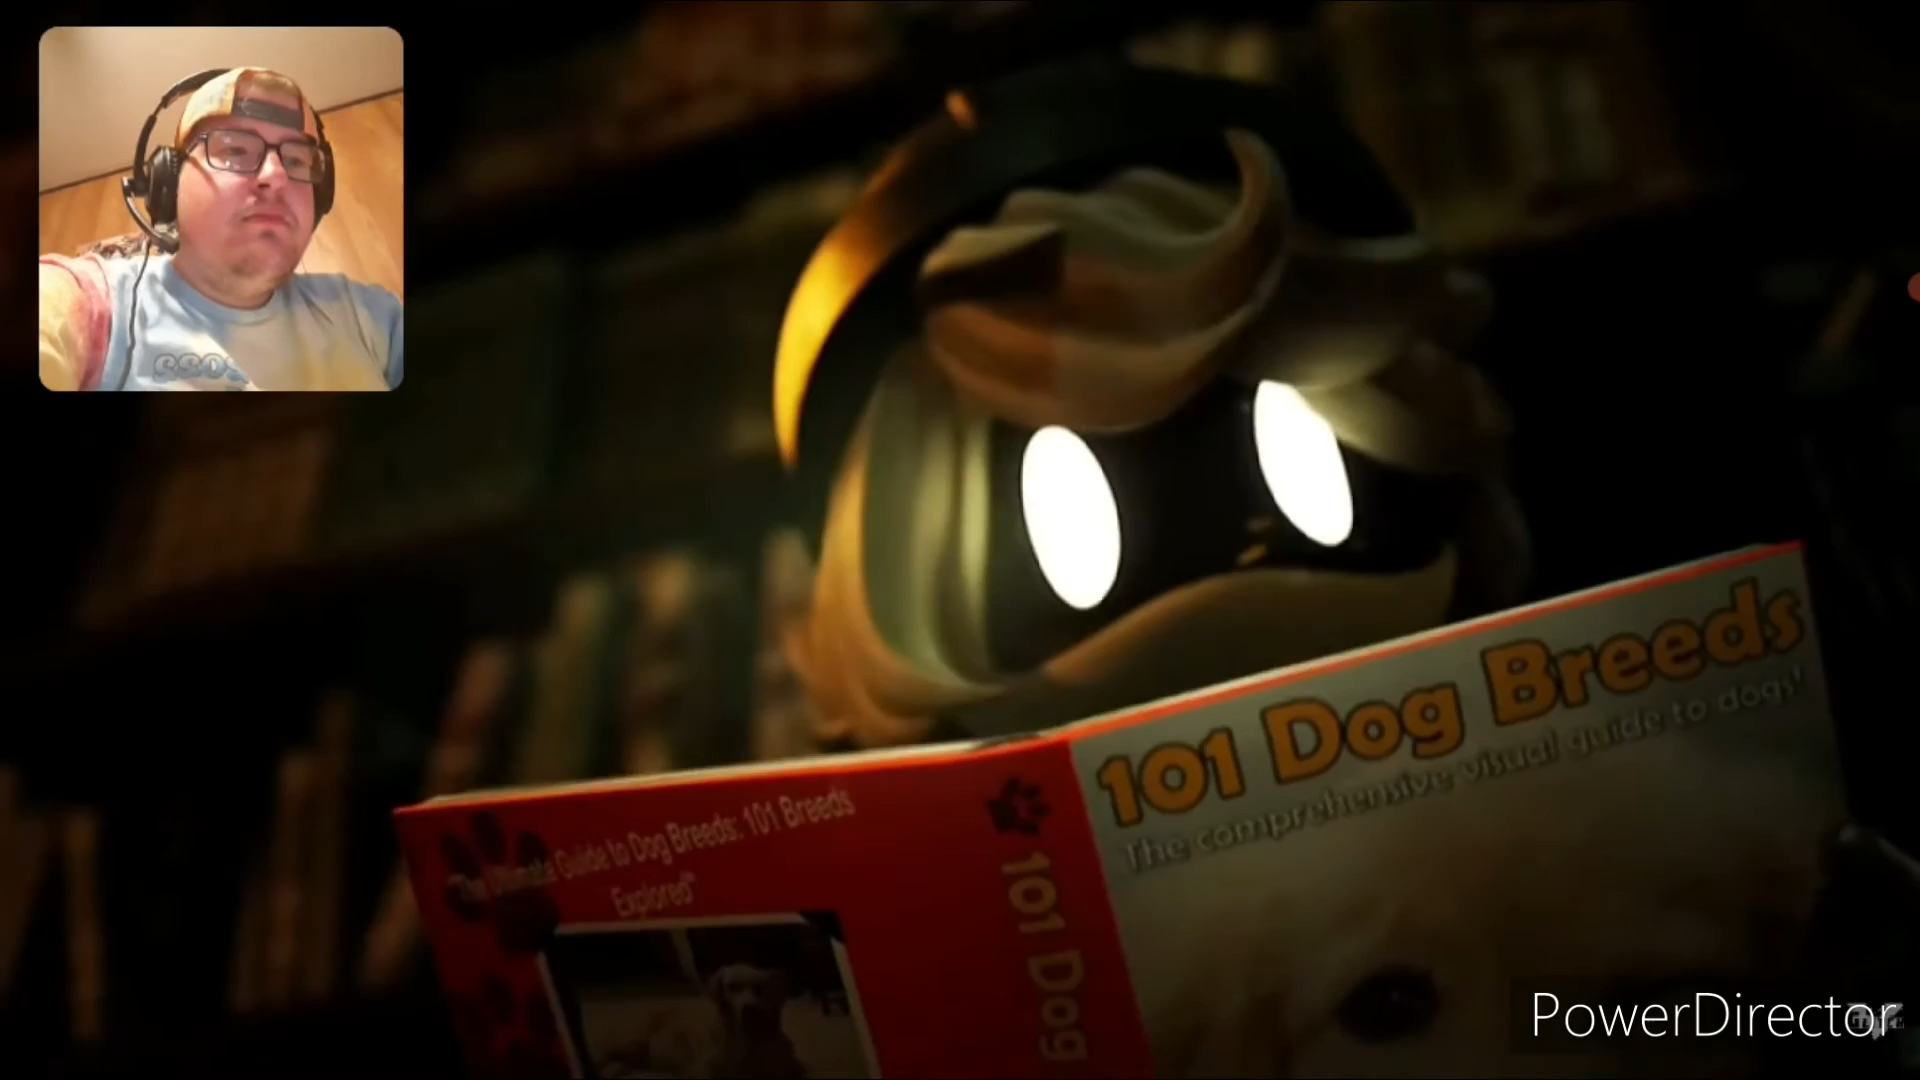 101 Dog Breeds
The comprehensive visual guide to dogs!
"The Ultimate Guide to Dog Breeds: 101 Breeds
Explored"
101 Dog
PowerDirector